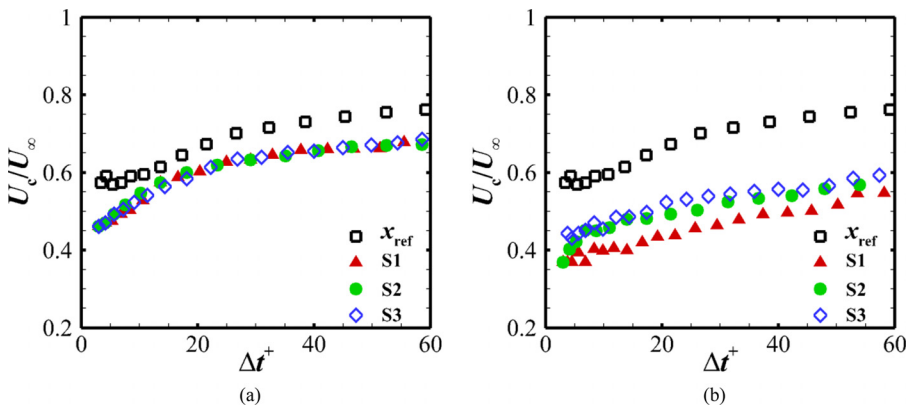 1
0.8
0.6
0.4
0.2
U_c/U_∞
x_ref
S1
S2
S3
0 20 40 60
Δt⁺
(a)
1
0.8
0.6
0.4
0.2
U_c/U_∞
x_ref
S1
S2
S3
0 20 40 60
Δt⁺
(b)